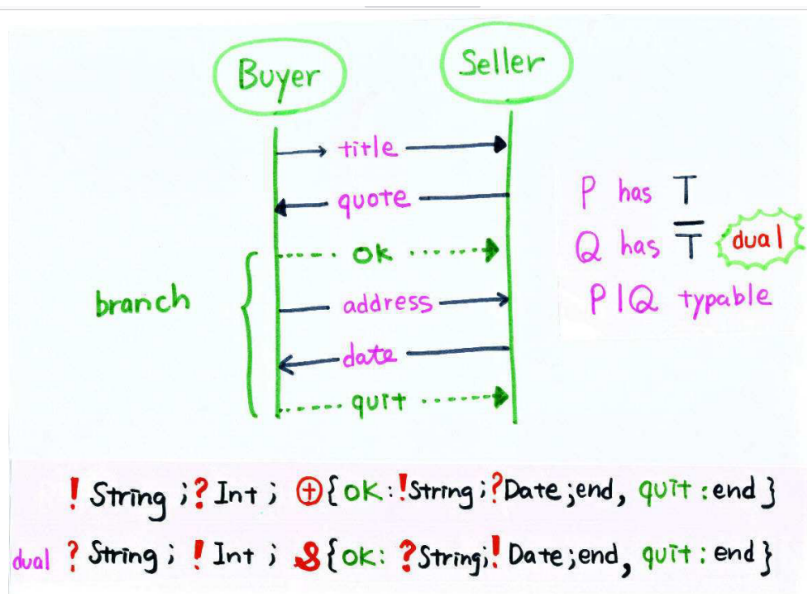 Buyer
Seller
title
quote
ok
address
date
quit
branch
P has T
Q has T̅ dual
P|Q typable
! String ; ? Int ; ⊕{ok:!String;?Date;end, quit:end}
dual ? String ; ! Int ; &{ok: ?String;! Date;end, quit: end}